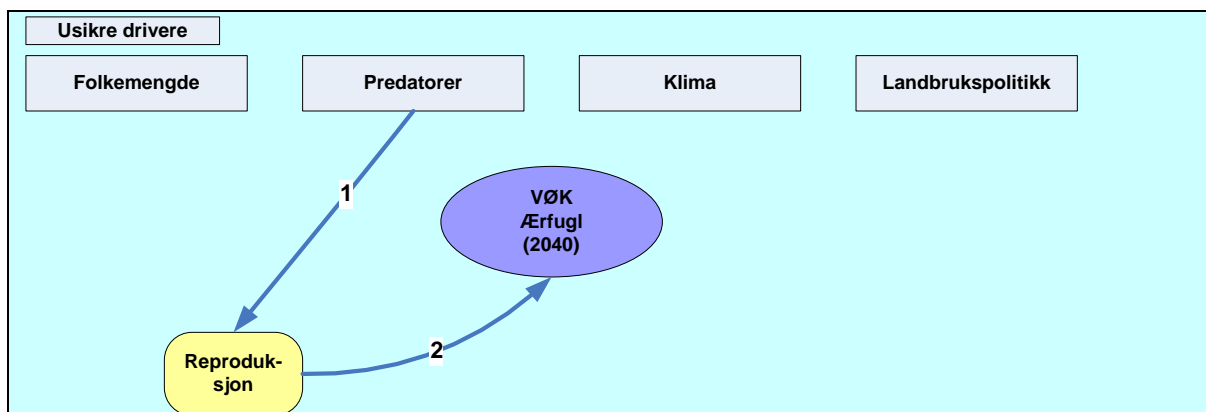 Usikre drivere
Folkemengde
Predatorer
Klima
Landbrukspolitikk
1
VØK
Ærfugl
(2040)
2
Reproduk-
sjon